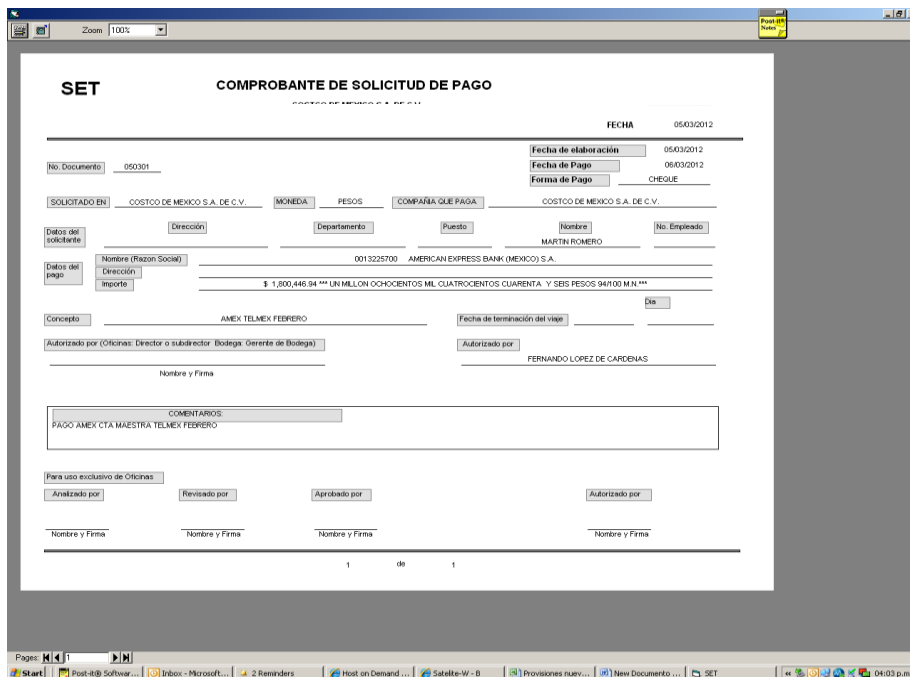 Zoom 100%
Post-it® Notes
SET
COMPROBANTE DE SOLICITUD DE PAGO
COSTCO DE MEXICO S.A. DE C.V.
FECHA 05/03/2012
Fecha de elaboración 05/03/2012
No. Documento 050301
Fecha de Pago 06/03/2012
Forma de Pago CHEQUE
SOLICITADO EN COSTCO DE MEXICO S.A. DE C.V. MONEDA PESOS COMPAÑIA QUE PAGA COSTCO DE MEXICO S.A. DE C.V.
Datos del solicitante Dirección Departamento Puesto Nombre No. Empleado
MARTIN ROMERO
Datos del pago
Nombre (Razon Social) 0013225700 AMERICAN EXPRESS BANK (MEXICO) S.A.
Dirección
Importe $ 1,800,446.94 *** UN MILLON OCHOCIENTOS MIL CUATROCIENTOS CUARENTA Y SEIS PESOS 94/100 M.N.***
Dia
Concepto AMEX TELMEX FEBRERO Fecha de terminación del viaje
Autorizado por (Oficinas: Director o subdirector Bodega: Gerente de Bodega) Autorizado por
FERNANDO LOPEZ DE CARDENAS
Nombre y Firma
COMENTARIOS:
PAGO AMEX CTA MAESTRA TELMEX FEBRERO
Para uso exclusivo de Oficinas
Analizado por Revisado por Aprobado por Autorizado por
Nombre y Firma Nombre y Firma Nombre y Firma Nombre y Firma
1 de 1
Pages: 1
Start Post-it® Softwar... Inbox - Microsoft... 2 Reminders Host on Demand ... Satelite-W - B Provisiones nuev... New Documento ... SET 04:03 p.m.